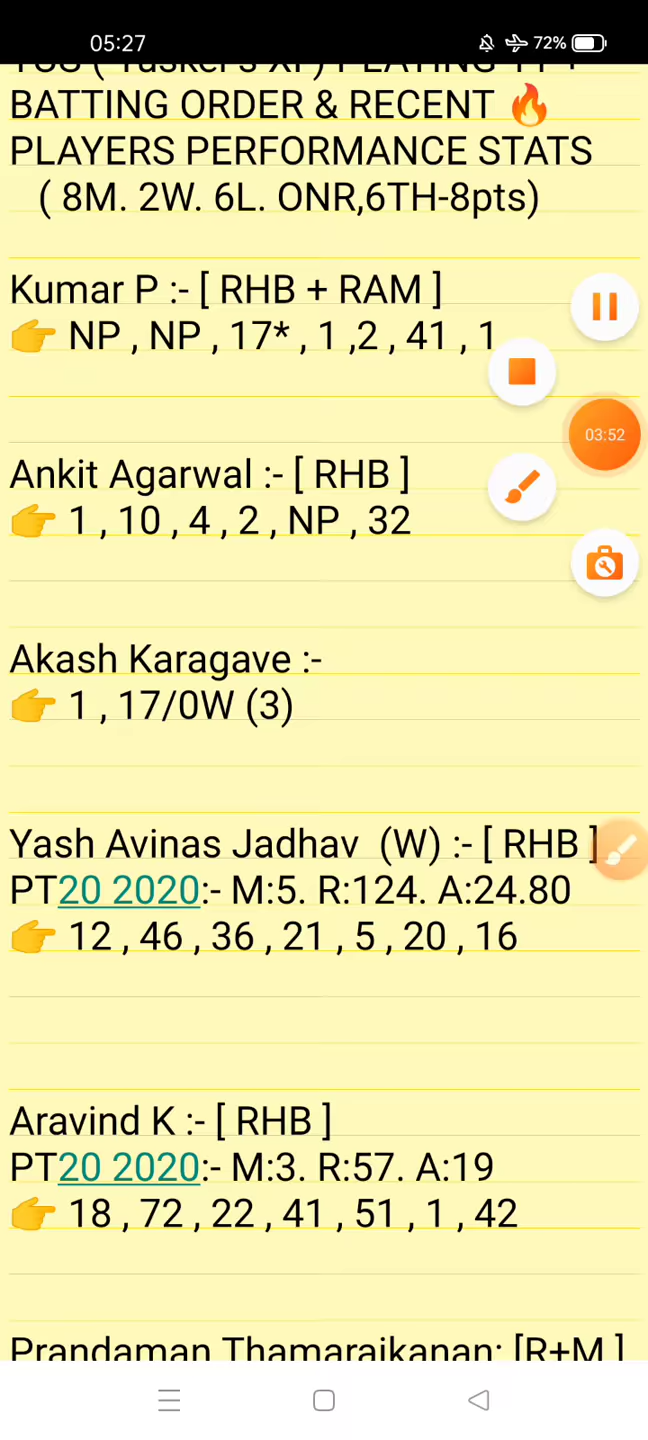 05:27
72%
BATTING ORDER & RECENT 🔥
PLAYERS PERFORMANCE STATS
( 8M. 2W. 6L. ONR,6TH-8pts)
Kumar P :- [ RHB + RAM ]
👉 NP , NP , 17* , 1 ,2 , 41 , 1
03:52
Ankit Agarwal :- [ RHB ]
👉 1 , 10 , 4 , 2 , NP , 32
Akash Karagave :-
👉 1 , 17/0W (3)
Yash Avinas Jadhav (W) :- [ RHB ]
PT20 2020:- M:5. R:124. A:24.80
👉 12 , 46 , 36 , 21 , 5 , 20 , 16
Aravind K :- [ RHB ]
PT20 2020:- M:3. R:57. A:19
👉 18 , 72 , 22 , 41 , 51 , 1 , 42
Prandaman Thamaraikanan: [R+M ]